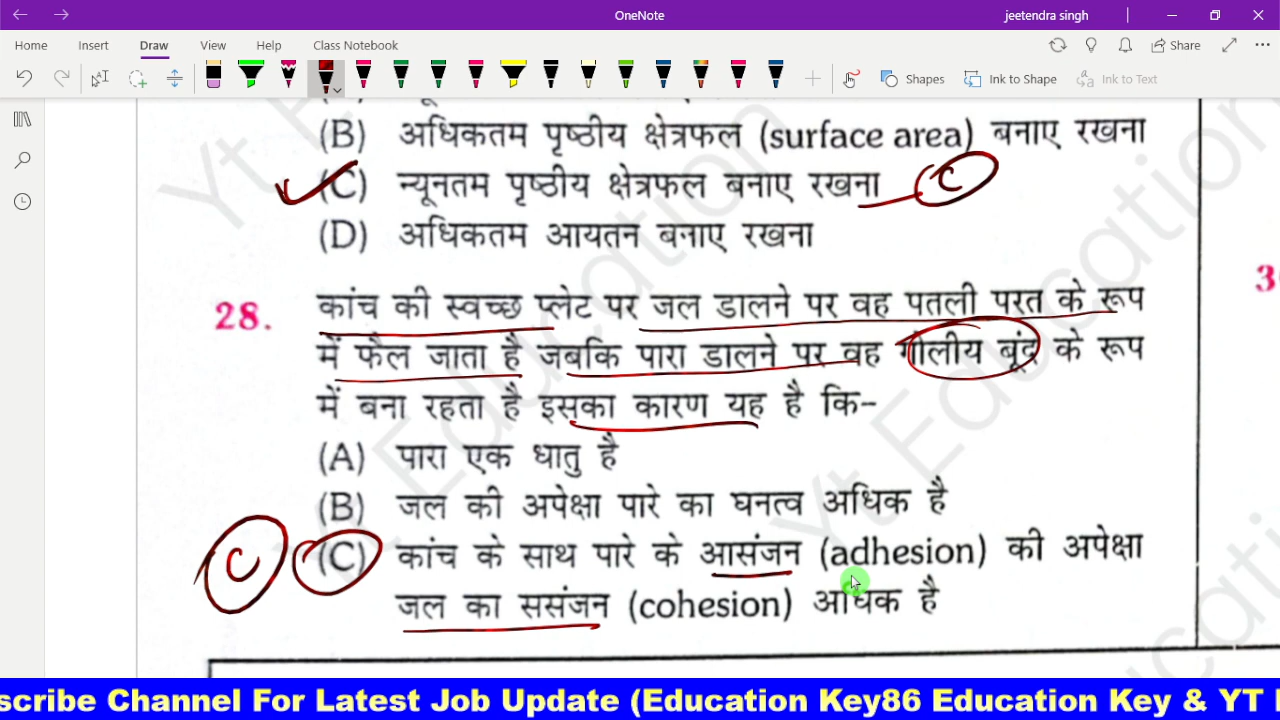 OneNote
jeetendra singh
Home Insert Draw View Help Class Notebook
Share
Shapes Ink to Shape Ink to Text
(B) अधिकतम पृष्ठीय क्षेत्रफल (surface area) बनाए रखना
(C) न्यूनतम पृष्ठीय क्षेत्रफल बनाए रखना C
(D) अधिकतम आयतन बनाए रखना
28. कांच की स्वच्छ प्लेट पर जल डालने पर वह पतली परत के रूप
में फैल जाता है जबकि पारा डालने पर वह गोलीय बूंदे के रूप
में बना रहता है इसका कारण यह है कि-
(A) पारा एक धातु है
(B) जल की अपेक्षा पारे का घनत्व अधिक है
C (C) कांच के साथ पारे के आसंजन (adhesion) की अपेक्षा
जल का ससंजन (cohesion) अधिक है
Yt Education
Yt Education
scribe Channel For Latest Job Update (Education Key86 Education Key & YT